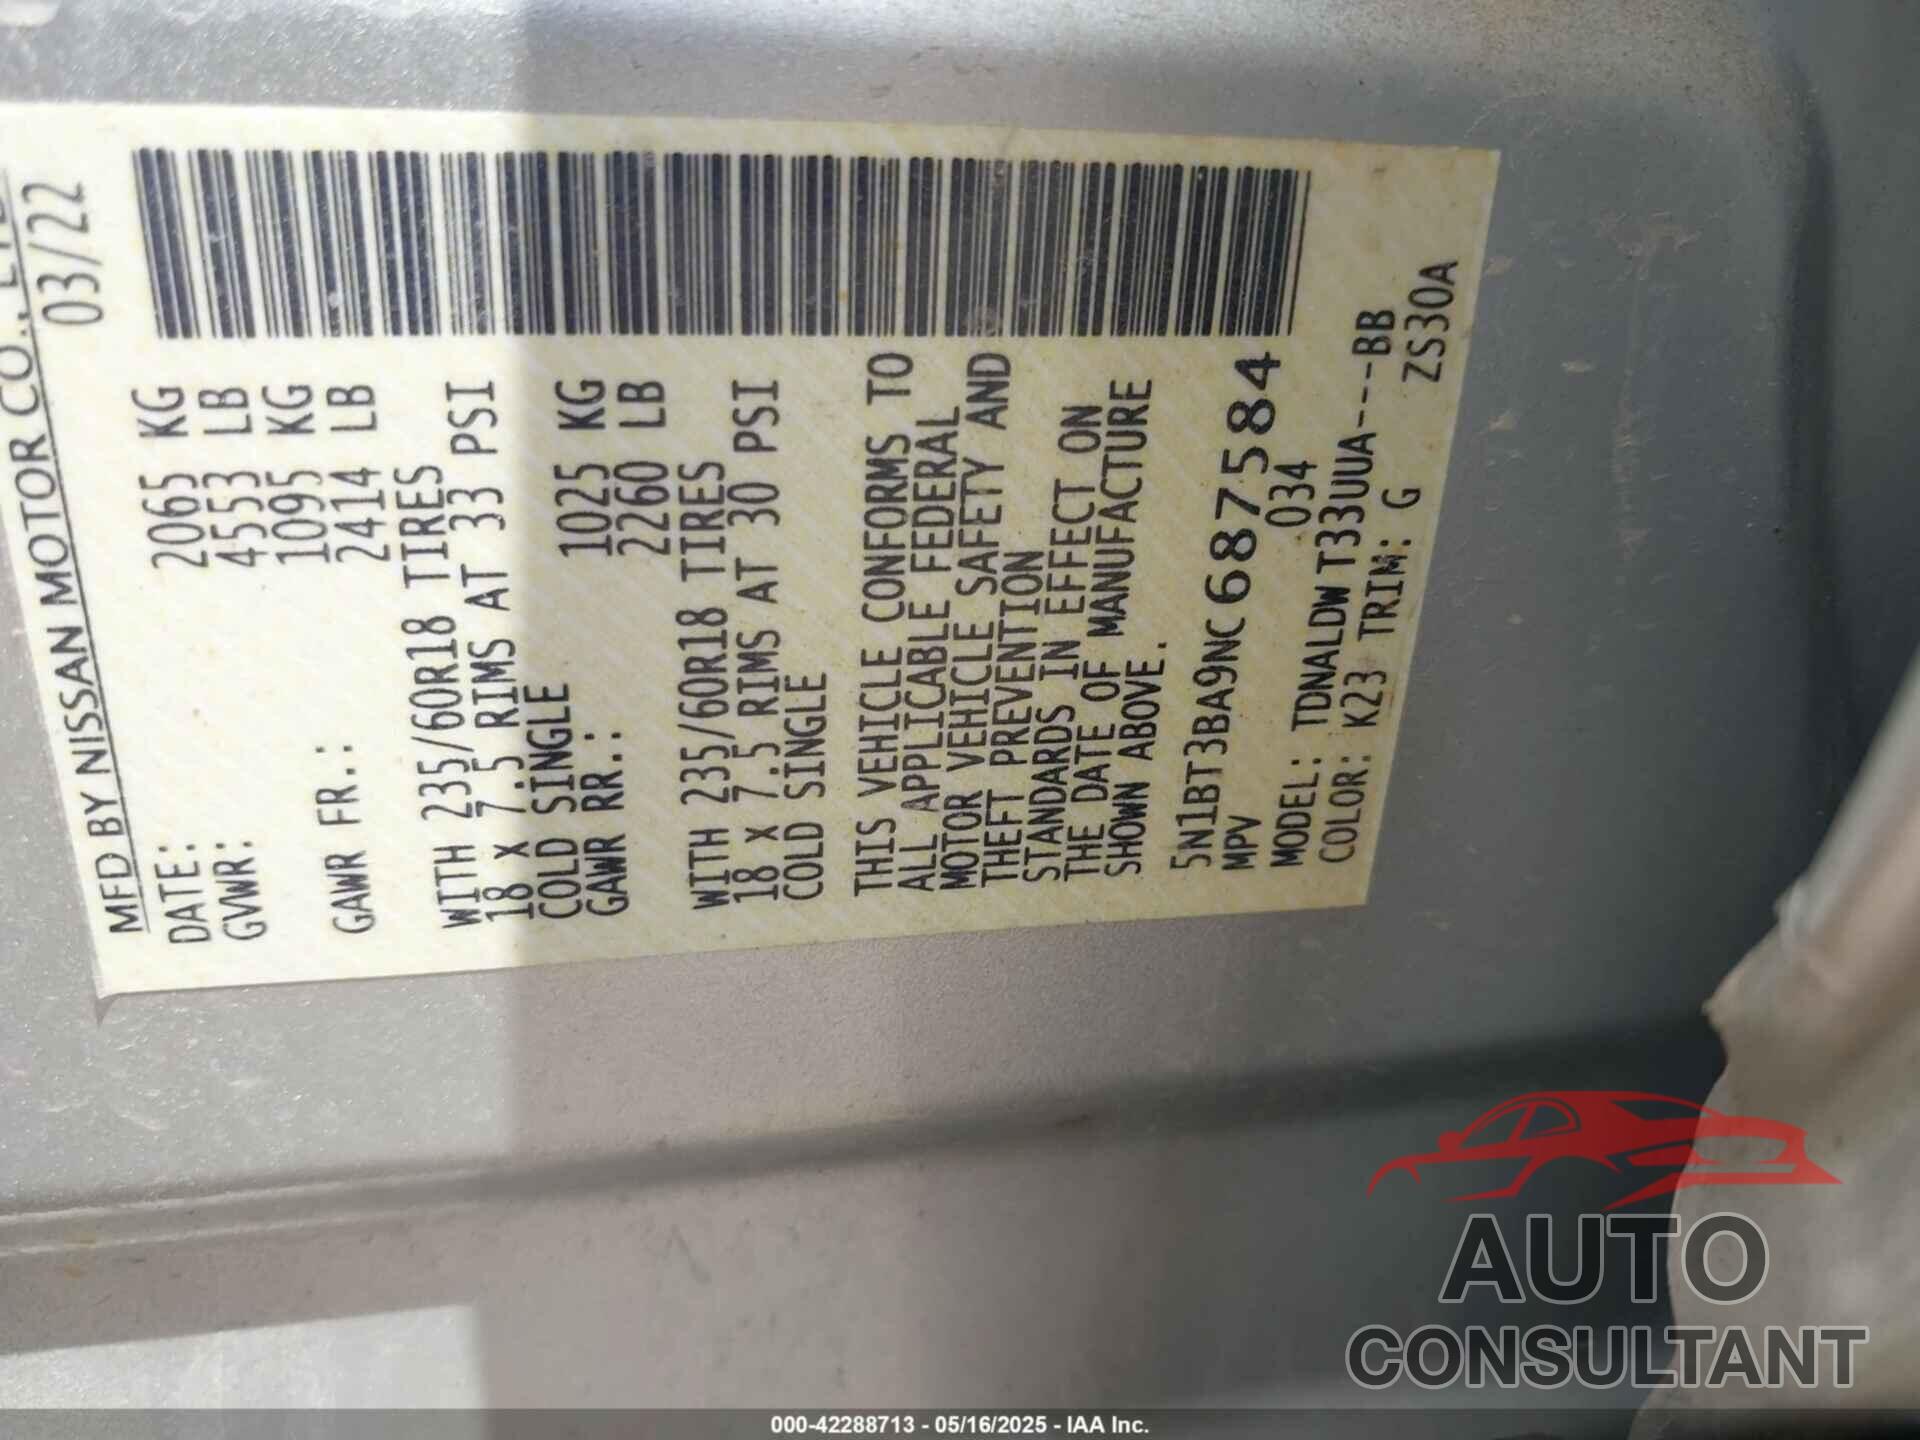 MFD BY NISSAN MOTOR CO., LTD
DATE: 03/22
GVWR: 2065 KG
4553 LB
GAWR FR.: 1095 KG
2414 LB
WITH 235/60R18 TIRES
18 X 7.5 RIMS AT 33 PSI
COLD SINGLE
GAWR RR.: 1025 KG
2260 LB
WITH 235/60R18 TIRES
18 X 7.5 RIMS AT 30 PSI
COLD SINGLE
THIS VEHICLE CONFORMS TO
ALL APPLICABLE FEDERAL
MOTOR VEHICLE SAFETY AND
THEFT PREVENTION
STANDARDS IN EFFECT ON
THE DATE OF MANUFACTURE
SHOWN ABOVE.
5N1BT3BA9NC687584
MPV 034
MODEL: TDNALDW T33UUA---BB
COLOR: K23 TRIM: G ZS30A
AUTO
CONSULTANT
000-42288713 - 05/16/2025 - IAA Inc.